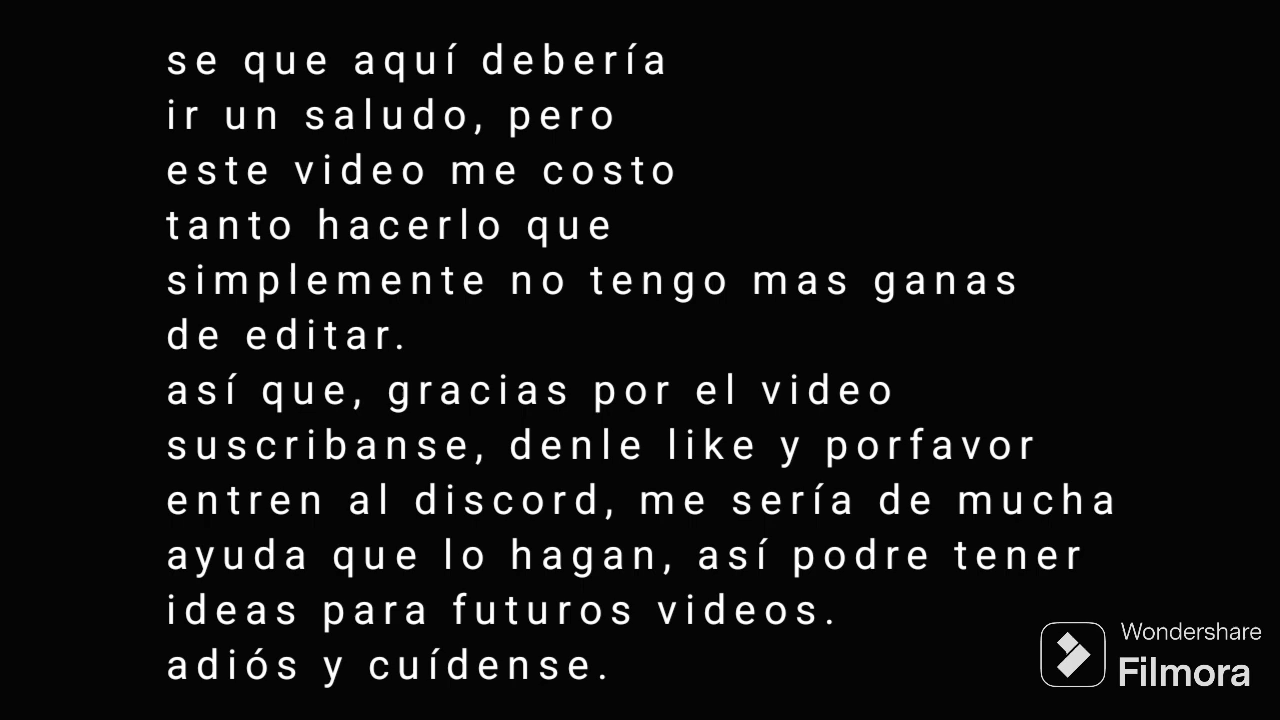 se que aquí debería
ir un saludo, pero
este video me costo
tanto hacerlo que
simplemente no tengo mas ganas
de editar.
así que, gracias por el video
suscribanse, denle like y porfavor
entren al discord, me sería de mucha
ayuda que lo hagan, así podre tener
ideas para futuros videos.
adiós y cuídense.
Wondershare
Filmora